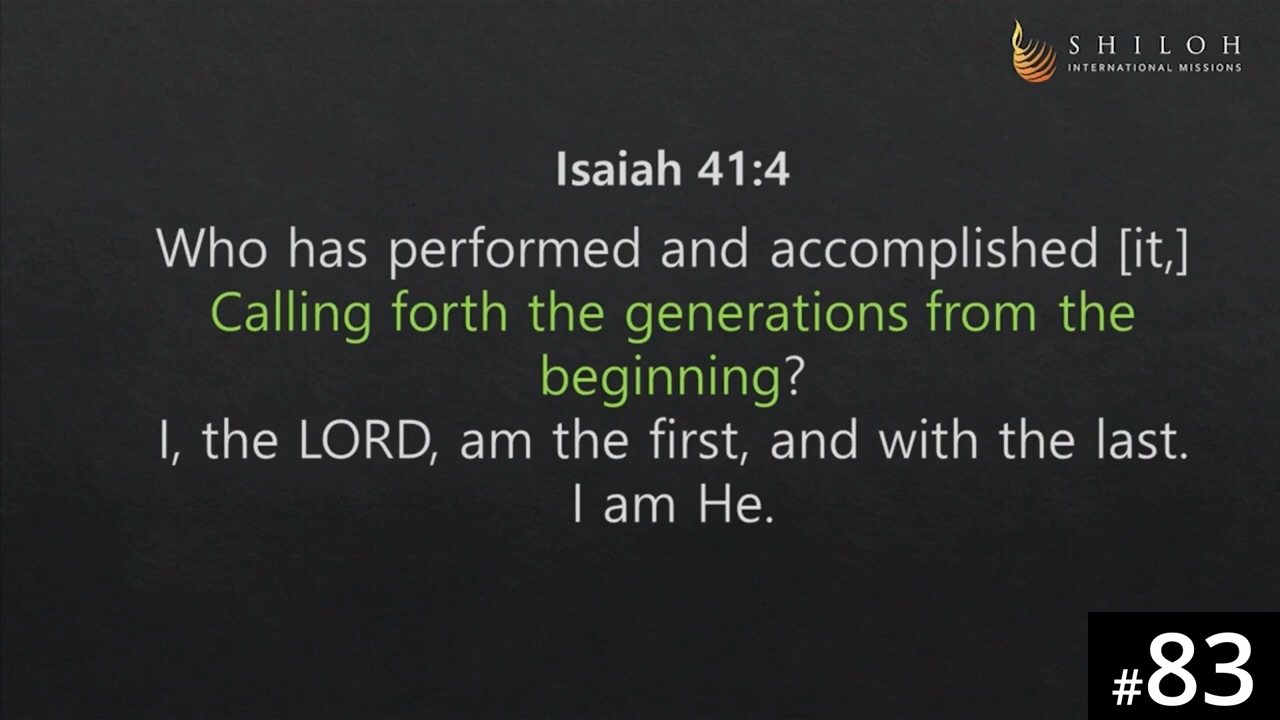 SHILOH
INTERNATIONAL MISSIONS
Isaiah 41:4
Who has performed and accomplished [it,]
Calling forth the generations from the
beginning?
I, the LORD, am the first, and with the last.
I am He.
#83